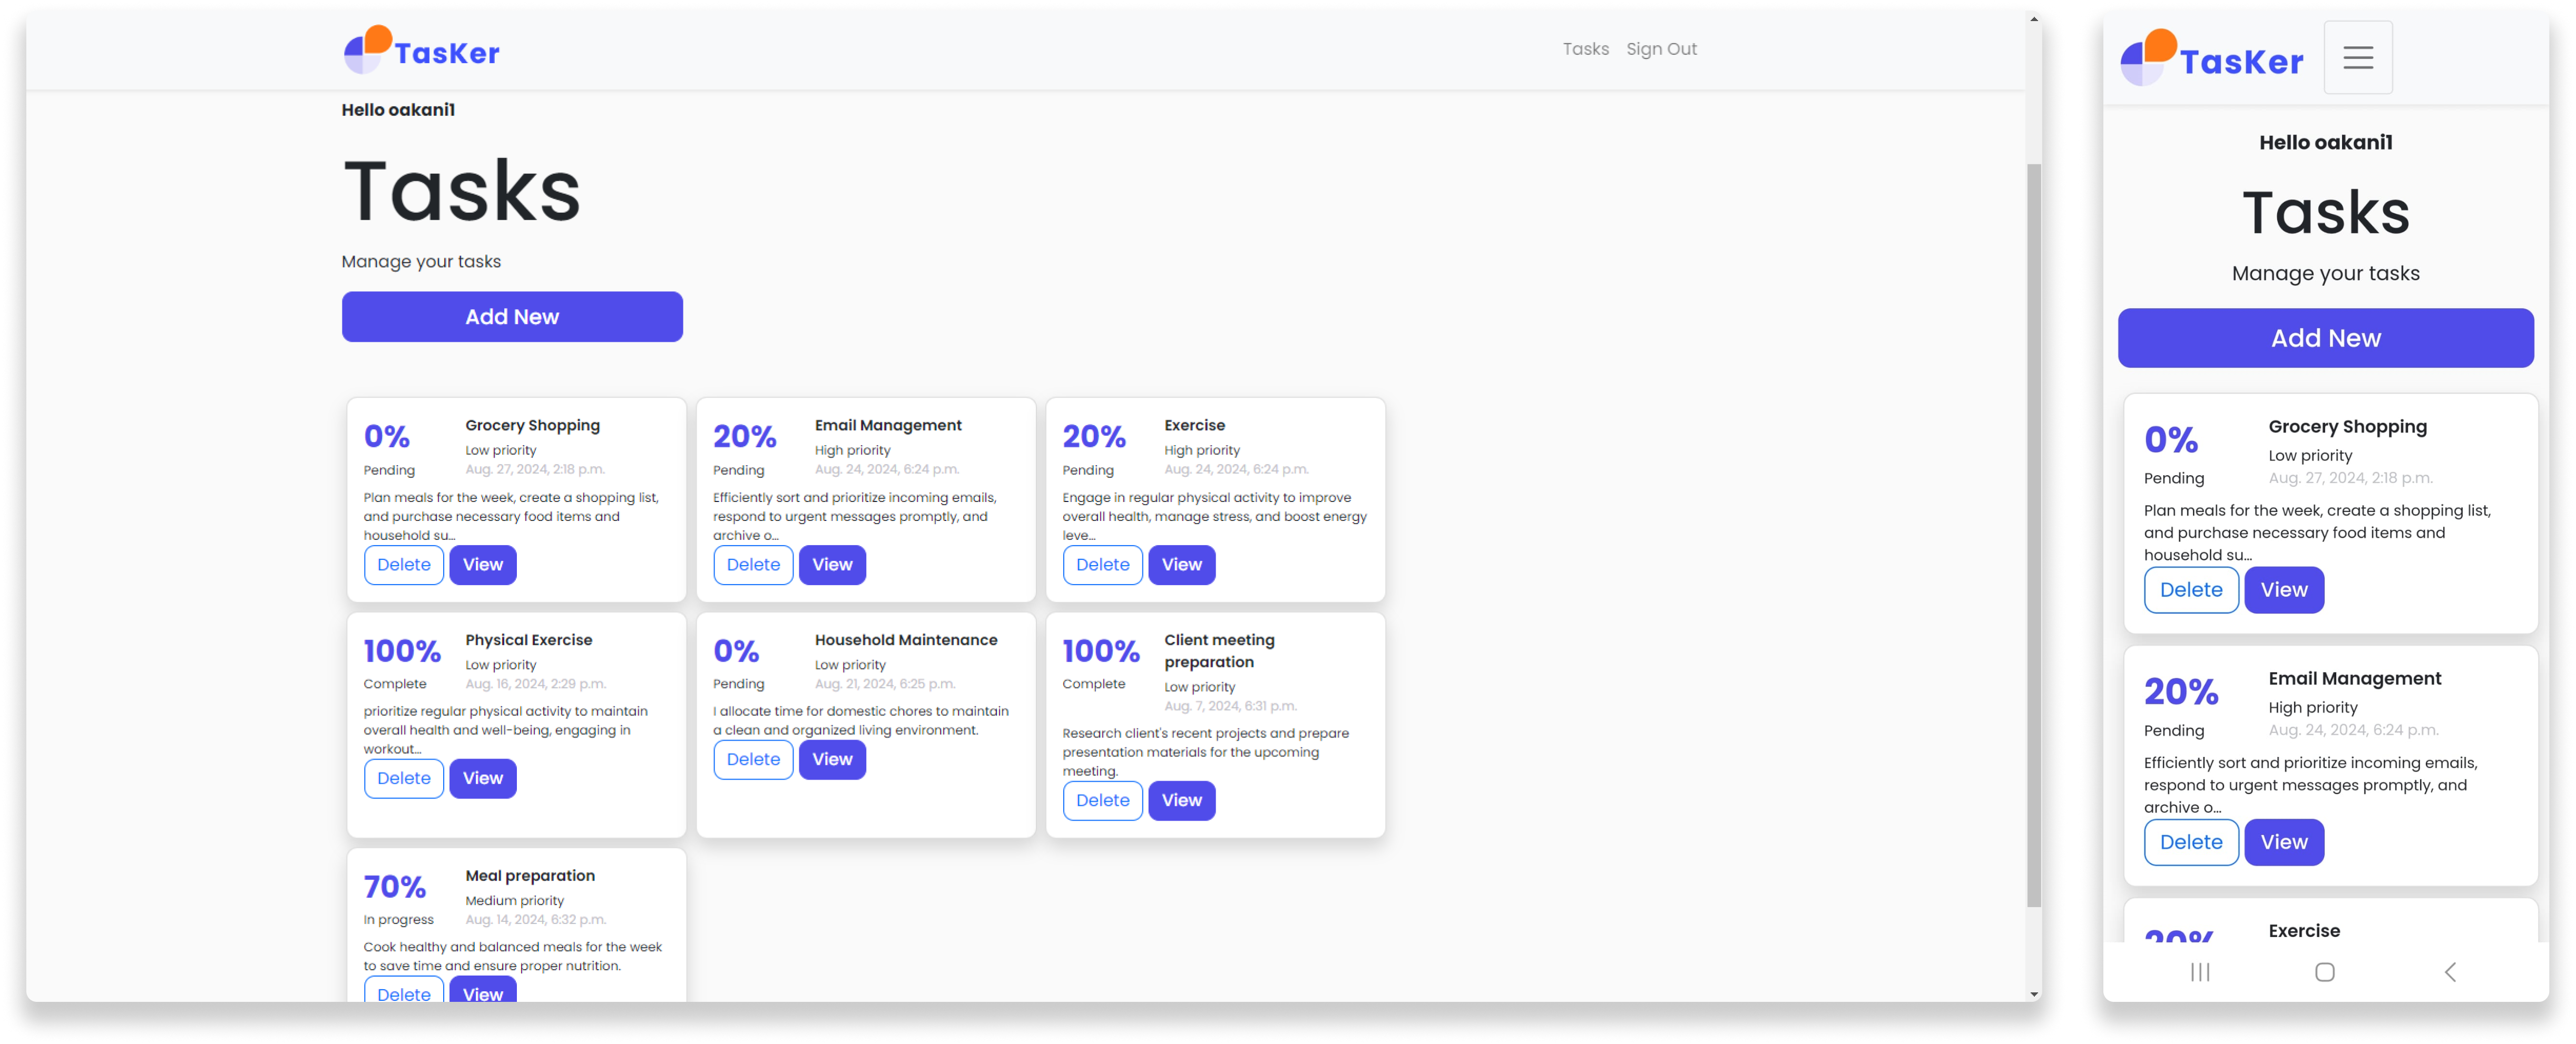 TasKer
Tasks
Sign Out
Hello oakani1
Tasks
Manage your tasks
Add New
0%
Pending
Grocery Shopping
Low priority
Aug. 27, 2024, 2:18 p.m.
Plan meals for the week, create a shopping list,
and purchase necessary food items and
household su...
Delete
View
20%
Pending
Email Management
High priority
Aug. 24, 2024, 6:24 p.m.
Efficiently sort and prioritize incoming emails,
respond to urgent messages promptly, and
archive o...
Delete
View
20%
Pending
Exercise
High priority
Aug. 24, 2024, 6:24 p.m.
Engage in regular physical activity to improve
overall health, manage stress, and boost energy
leve...
Delete
View
100%
Complete
Physical Exercise
Low priority
Aug. 16, 2024, 2:29 p.m.
prioritize regular physical activity to maintain
overall health and well-being, engaging in
workout...
Delete
View
0%
Pending
Household Maintenance
Low priority
Aug. 21, 2024, 6:25 p.m.
I allocate time for domestic chores to maintain
a clean and organized living environment.
Delete
View
100%
Complete
Client meeting
preparation
Low priority
Aug. 7, 2024, 6:31 p.m.
Research client's recent projects and prepare
presentation materials for the upcoming
meeting.
Delete
View
70%
In progress
Meal preparation
Medium priority
Aug. 14, 2024, 6:32 p.m.
Cook healthy and balanced meals for the week
to save time and ensure proper nutrition.
Delete
View
TasKer
Hello oakani1
Tasks
Manage your tasks
Add New
0%
Pending
Grocery Shopping
Low priority
Aug. 27, 2024, 2:18 p.m.
Plan meals for the week, create a shopping list,
and purchase necessary food items and
household su...
Delete
View
20%
Pending
Email Management
High priority
Aug. 24, 2024, 6:24 p.m.
Efficiently sort and prioritize incoming emails,
respond to urgent messages promptly, and
archive o...
Delete
View
20%
Exercise